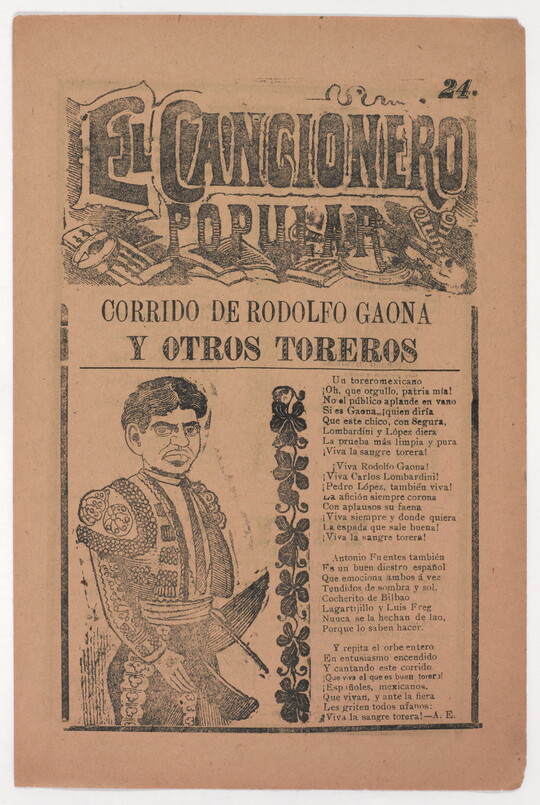 24.
EL CANCIONERO
POPULAR
CORRIDO DE RODOLFO GAONA
Y OTROS TOREROS
Un toreromexicano
¡Oh, que orgullo, patria mía!
No el público aplande en vano
Si es Gaona, ¡quien diría
Que este chico, con Segura,
Lombardini y López diera
La prueba más limpia y pura
¡Viva la sangre torera!
¡Viva Rodolfo Gaona!
¡Viva Carlos Lombardini!
¡Pedro López, también viva!
La afición siempre corona
Con aplausos su faena
¡Viva siempre y donde quiera
La espada que sale buena!
¡Viva la sangre torera!
Antonio Fuentes también
Es un buen diestro español
Que emociona ambos á vez
Tendidos de sombra y sol,
Cocherito de Bilbao
Lagartijillo y Luis Freg
Nunca se la hechan de lao,
Porque lo saben hacer.
Y repita el orbe entero
En entusiasmo encendido
Y cantando este corrido
¡Que viva el que es buen torero!
¡Españoles, mexicanos,
Que vivan, y ante la fiera
Les griten todos ufanos:
¡Viva la sangre torera!—A. E.